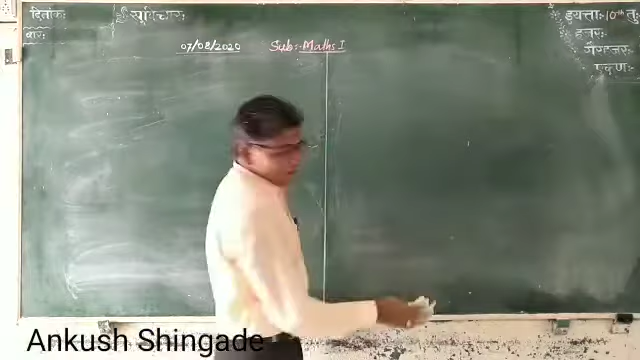 दिनांक:
सुविचार:
इयत्ता:10th तु:
वार:
हजर:
07/08/2020 Sub:-Maths I
गैरहजर:
एकूण:
Ankush Shingade